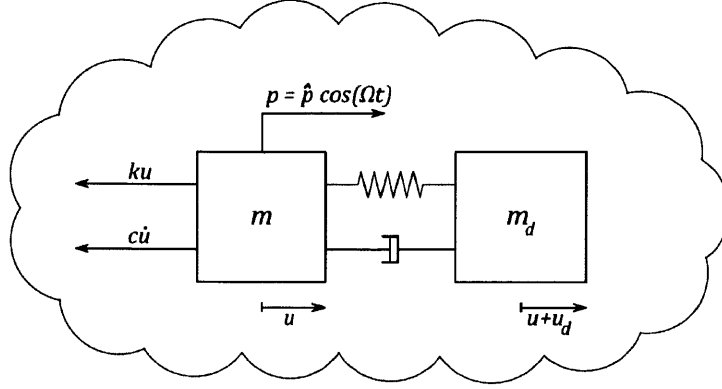 p = p̂ cos(Ωt)
ku
m
m_d
cu̇
u
u+u_d